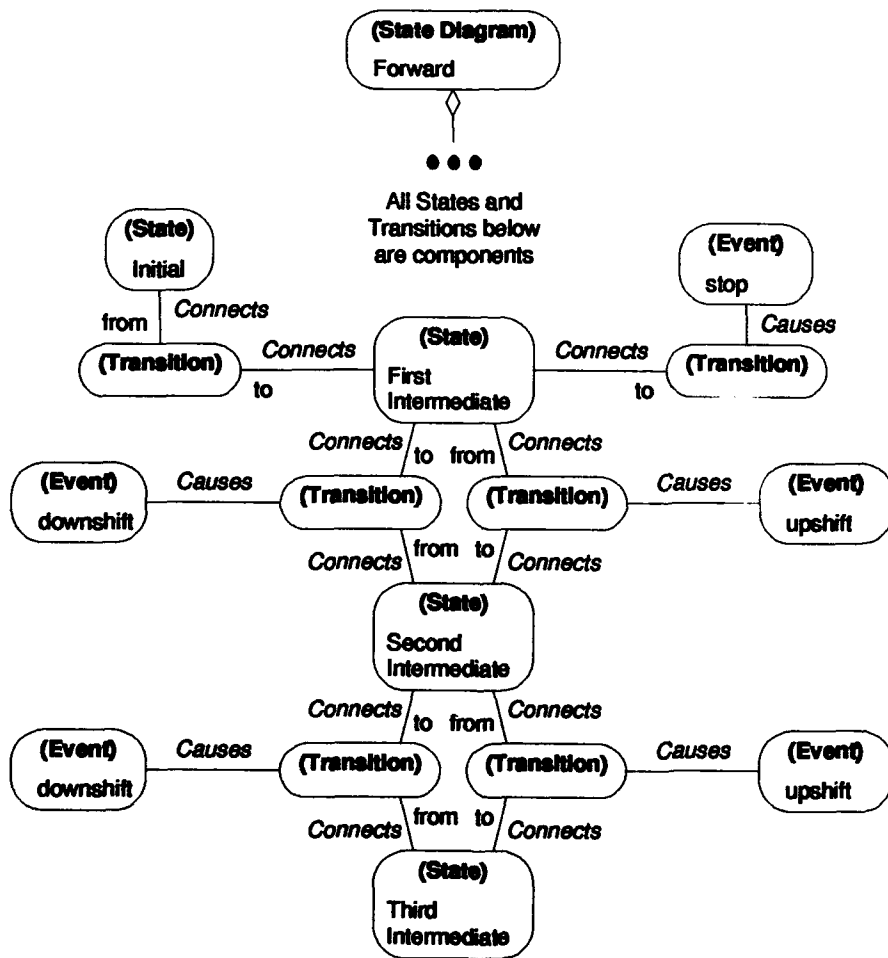 (State Diagram)
Forward
All States and
Transitions below
are components
(State)
Initial
(Event)
stop
from
Connects
Causes
(Transition)
Connects
to
(State)
First
Intermediate
Connects
to
(Transition)
Connects
to
from
Connects
(Event)
downshift
Causes
(Transition)
(Transition)
Causes
(Event)
upshift
Connects
from
to
Connects
(State)
Second
Intermediate
Connects
to
from
Connects
(Event)
downshift
Causes
(Transition)
(Transition)
Causes
(Event)
upshift
Connects
from
to
Connects
(State)
Third
Intermediate